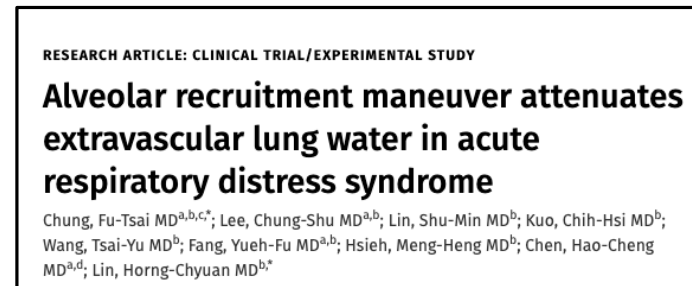 RESEARCH ARTICLE: CLINICAL TRIAL/EXPERIMENTAL STUDY
Alveolar recruitment maneuver attenuates
extravascular lung water in acute
respiratory distress syndrome
Chung, Fu-Tsai MDa,b,c,*; Lee, Chung-Shu MDa,b; Lin, Shu-Min MDb; Kuo, Chih-Hsi MDb;
Wang, Tsai-Yu MDb; Fang, Yueh-Fu MDa,b; Hsieh, Meng-Heng MDb; Chen, Hao-Cheng
MDa,d; Lin, Horng-Chyuan MDb,*